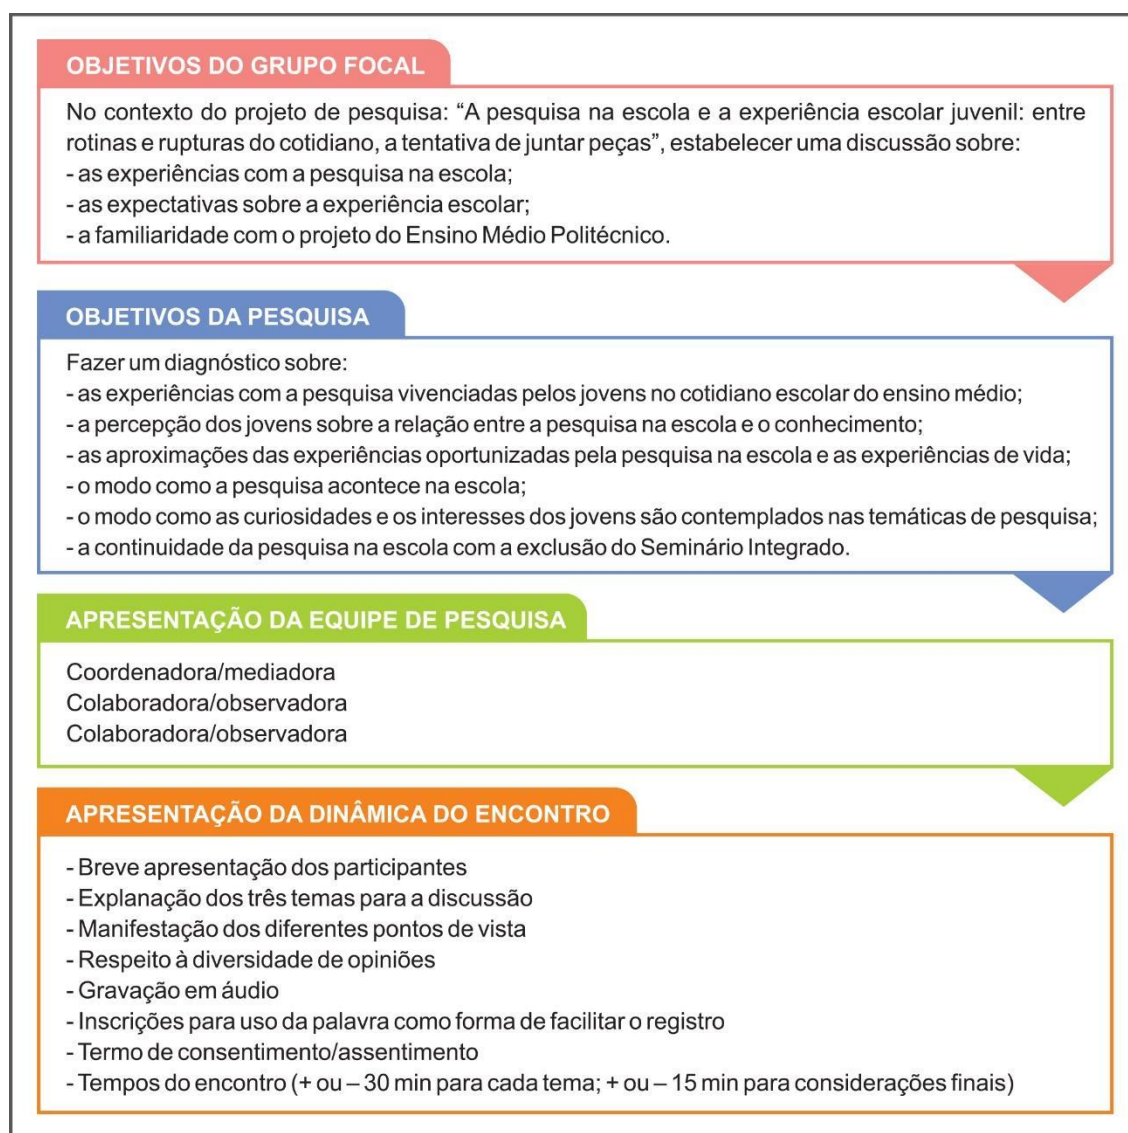 OBJETIVOS DO GRUPO FOCAL
No contexto do projeto de pesquisa: “A pesquisa na escola e a experiência escolar juvenil: entre
rotinas e rupturas do cotidiano, a tentativa de juntar peças”, estabelecer uma discussão sobre:
- as experiências com a pesquisa na escola;
- as expectativas sobre a experiência escolar;
- a familiaridade com o projeto do Ensino Médio Politécnico.
OBJETIVOS DA PESQUISA
Fazer um diagnóstico sobre:
- as experiências com a pesquisa vivenciadas pelos jovens no cotidiano escolar do ensino médio;
- a percepção dos jovens sobre a relação entre a pesquisa na escola e o conhecimento;
- as aproximações das experiências oportunizadas pela pesquisa na escola e as experiências de vida;
- o modo como a pesquisa acontece na escola;
- o modo como as curiosidades e os interesses dos jovens são contemplados nas temáticas de pesquisa;
- a continuidade da pesquisa na escola com a exclusão do Seminário Integrado.
APRESENTAÇÃO DA EQUIPE DE PESQUISA
Coordenadora/mediadora
Colaboradora/observadora
Colaboradora/observadora
APRESENTAÇÃO DA DINÂMICA DO ENCONTRO
- Breve apresentação dos participantes
- Explanação dos três temas para a discussão
- Manifestação dos diferentes pontos de vista
- Respeito à diversidade de opiniões
- Gravação em áudio
- Inscrições para uso da palavra como forma de facilitar o registro
- Termo de consentimento/assentimento
- Tempos do encontro (+ ou – 30 min para cada tema; + ou – 15 min para considerações finais)